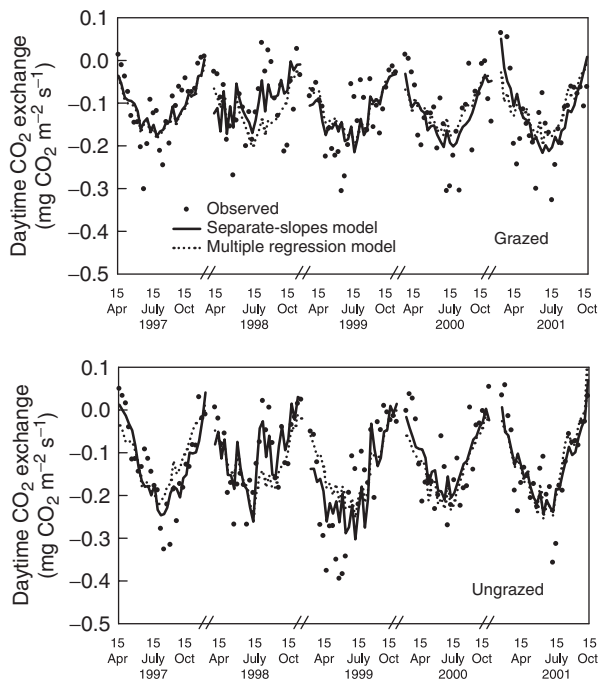 Daytime CO2 exchange
(mg CO2 m−2 s−1)
0.1
0.0
−0.1
−0.2
−0.3
−0.4
−0.5
Observed
Separate-slopes model
Multiple regression model
Grazed
15 15 15 15 15 15 15 15 15 15 15 15 15 15 15
Apr July Oct Apr July Oct Apr July Oct Apr July Oct Apr July Oct
1997 1998 1999 2000 2001
Daytime CO2 exchange
(mg CO2 m−2 s−1)
0.1
0.0
−0.1
−0.2
−0.3
−0.4
−0.5
Ungrazed
15 15 15 15 15 15 15 15 15 15 15 15 15 15 15
Apr July Oct Apr July Oct Apr July Oct Apr July Oct Apr July Oct
1997 1998 1999 2000 2001